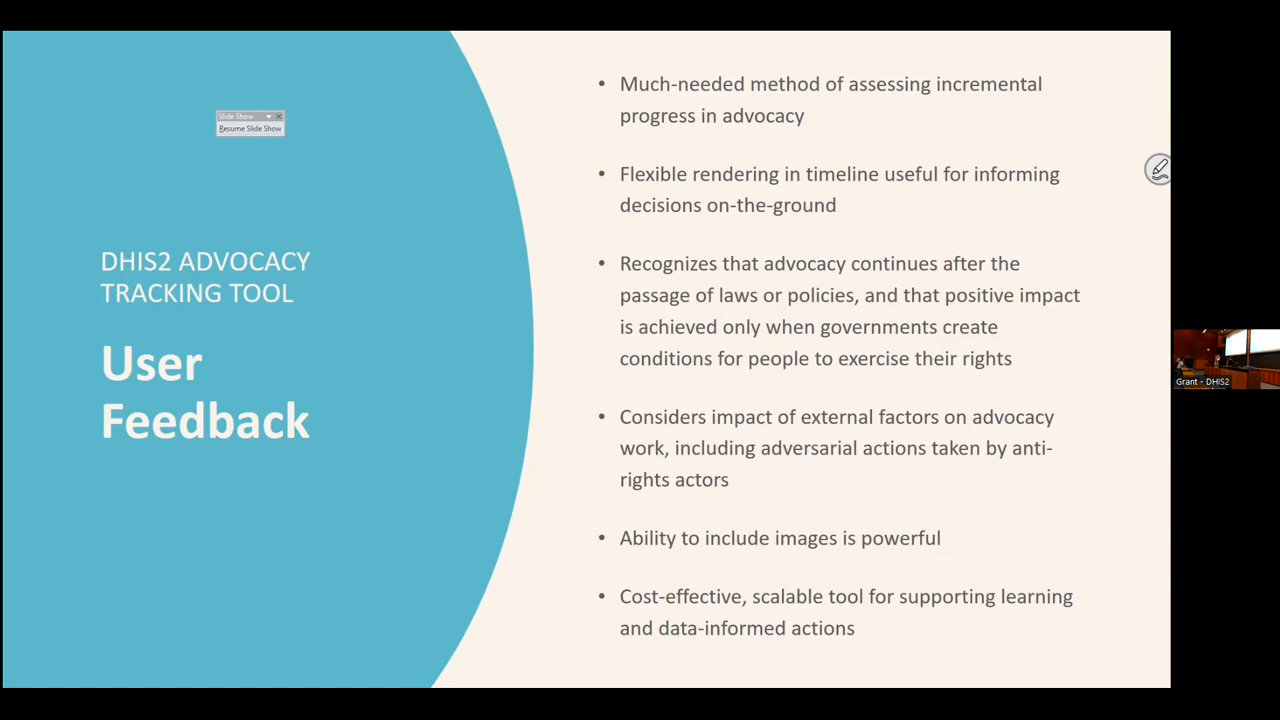 Slide Show
Resume Slide Show
DHIS2 ADVOCACY
TRACKING TOOL
User
Feedback
• Much-needed method of assessing incremental
progress in advocacy
• Flexible rendering in timeline useful for informing
decisions on-the-ground
• Recognizes that advocacy continues after the
passage of laws or policies, and that positive impact
is achieved only when governments create
conditions for people to exercise their rights
• Considers impact of external factors on advocacy
work, including adversarial actions taken by anti-
rights actors
• Ability to include images is powerful
• Cost-effective, scalable tool for supporting learning
and data-informed actions
Grant - DHIS2